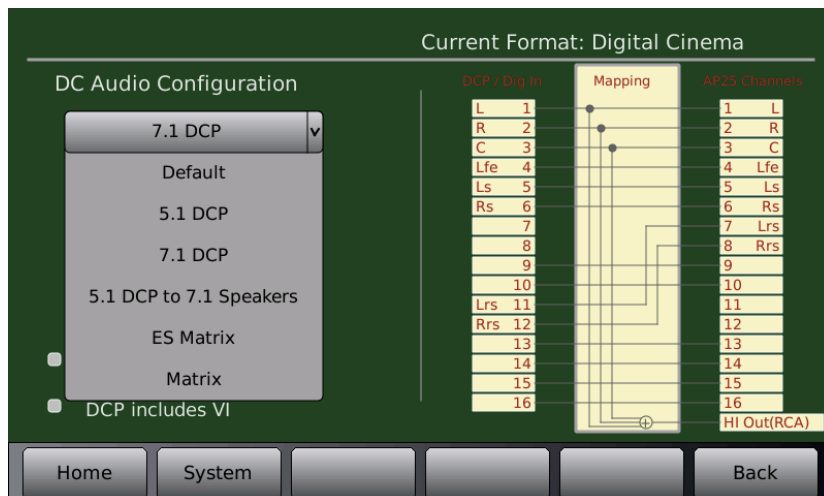 Current Format: Digital Cinema
DC Audio Configuration
7.1 DCP
Default
5.1 DCP
7.1 DCP
5.1 DCP to 7.1 Speakers
ES Matrix
Matrix
DCP includes VI
DCP / Dig In Mapping AP25 Channels
L 1 1 L
R 2 2 R
C 3 3 C
Lfe 4 4 Lfe
Ls 5 5 Ls
Rs 6 6 Rs
7 7 Lrs
8 8 Rrs
9 9
10 10
Lrs 11 11
Rrs 12 12
13 13
14 14
15 15
16 16
HI Out(RCA)
Home System Back